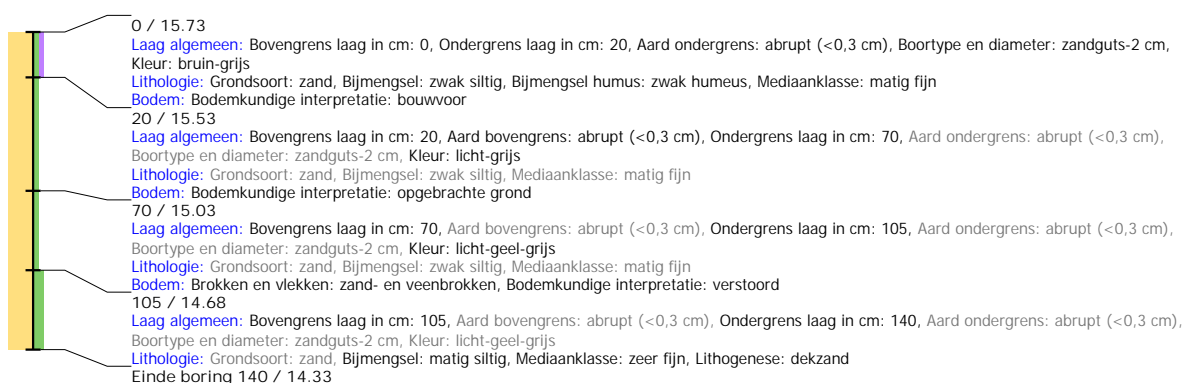 0 / 15.73
Laag algemeen: Bovengrens laag in cm: 0, Ondergrens laag in cm: 20, Aard ondergrens: abrupt (<0,3 cm), Boortype en diameter: zandguts-2 cm,
Kleur: bruin-grijs
Lithologie: Grondsoort: zand, Bijmengsel: zwak siltig, Bijmengsel humus: zwak humeus, Mediaanklasse: matig fijn
Bodem: Bodemkundige interpretatie: bouwvoor
20 / 15.53
Laag algemeen: Bovengrens laag in cm: 20, Aard bovengrens: abrupt (<0,3 cm), Ondergrens laag in cm: 70, Aard ondergrens: abrupt (<0,3 cm),
Boortype en diameter: zandguts-2 cm, Kleur: licht-grijs
Lithologie: Grondsoort: zand, Bijmengsel: zwak siltig, Mediaanklasse: matig fijn
Bodem: Bodemkundige interpretatie: opgebrachte grond
70 / 15.03
Laag algemeen: Bovengrens laag in cm: 70, Aard bovengrens: abrupt (<0,3 cm), Ondergrens laag in cm: 105, Aard ondergrens: abrupt (<0,3 cm),
Boortype en diameter: zandguts-2 cm, Kleur: licht-geel-grijs
Lithologie: Grondsoort: zand, Bijmengsel: zwak siltig, Mediaanklasse: matig fijn
Bodem: Brokken en vlekken: zand- en veenbrokken, Bodemkundige interpretatie: verstoord
105 / 14.68
Laag algemeen: Bovengrens laag in cm: 105, Aard bovengrens: abrupt (<0,3 cm), Ondergrens laag in cm: 140, Aard ondergrens: abrupt (<0,3 cm),
Boortype en diameter: zandguts-2 cm, Kleur: licht-geel-grijs
Lithologie: Grondsoort: zand, Bijmengsel: matig siltig, Mediaanklasse: zeer fijn, Lithogenese: dekzand
Einde boring 140 / 14.33